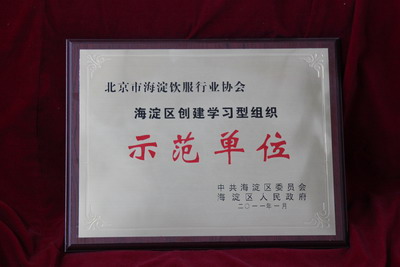 北京市海淀饮服行业协会
海淀区创建学习型组织
示范单位
中共海淀区委员会
海淀区人民政府
二〇一一年一月